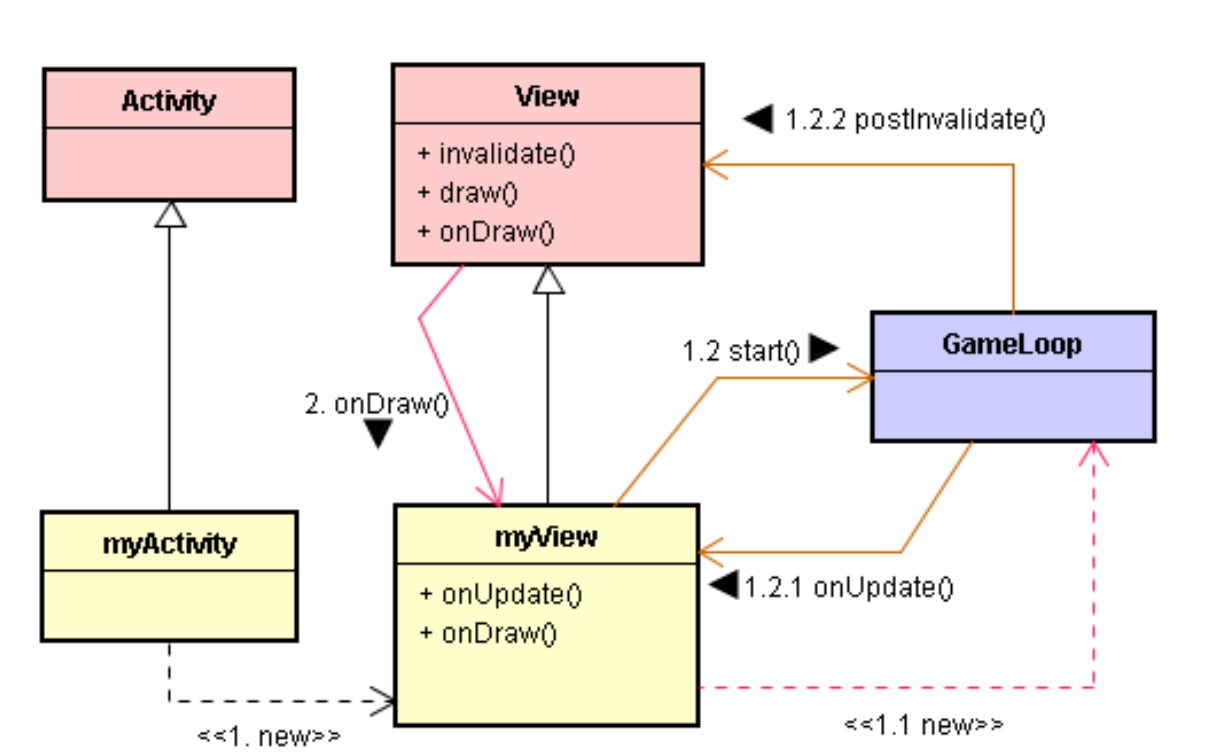 Activity
View
+ invalidate()
+ draw()
+ onDraw()
1.2.2 postInvalidate()
GameLoop
1.2 start()
2. onDraw()
myActivity
myView
+ onUpdate()
+ onDraw()
1.2.1 onUpdate()
<<1. new>>
<<1.1 new>>